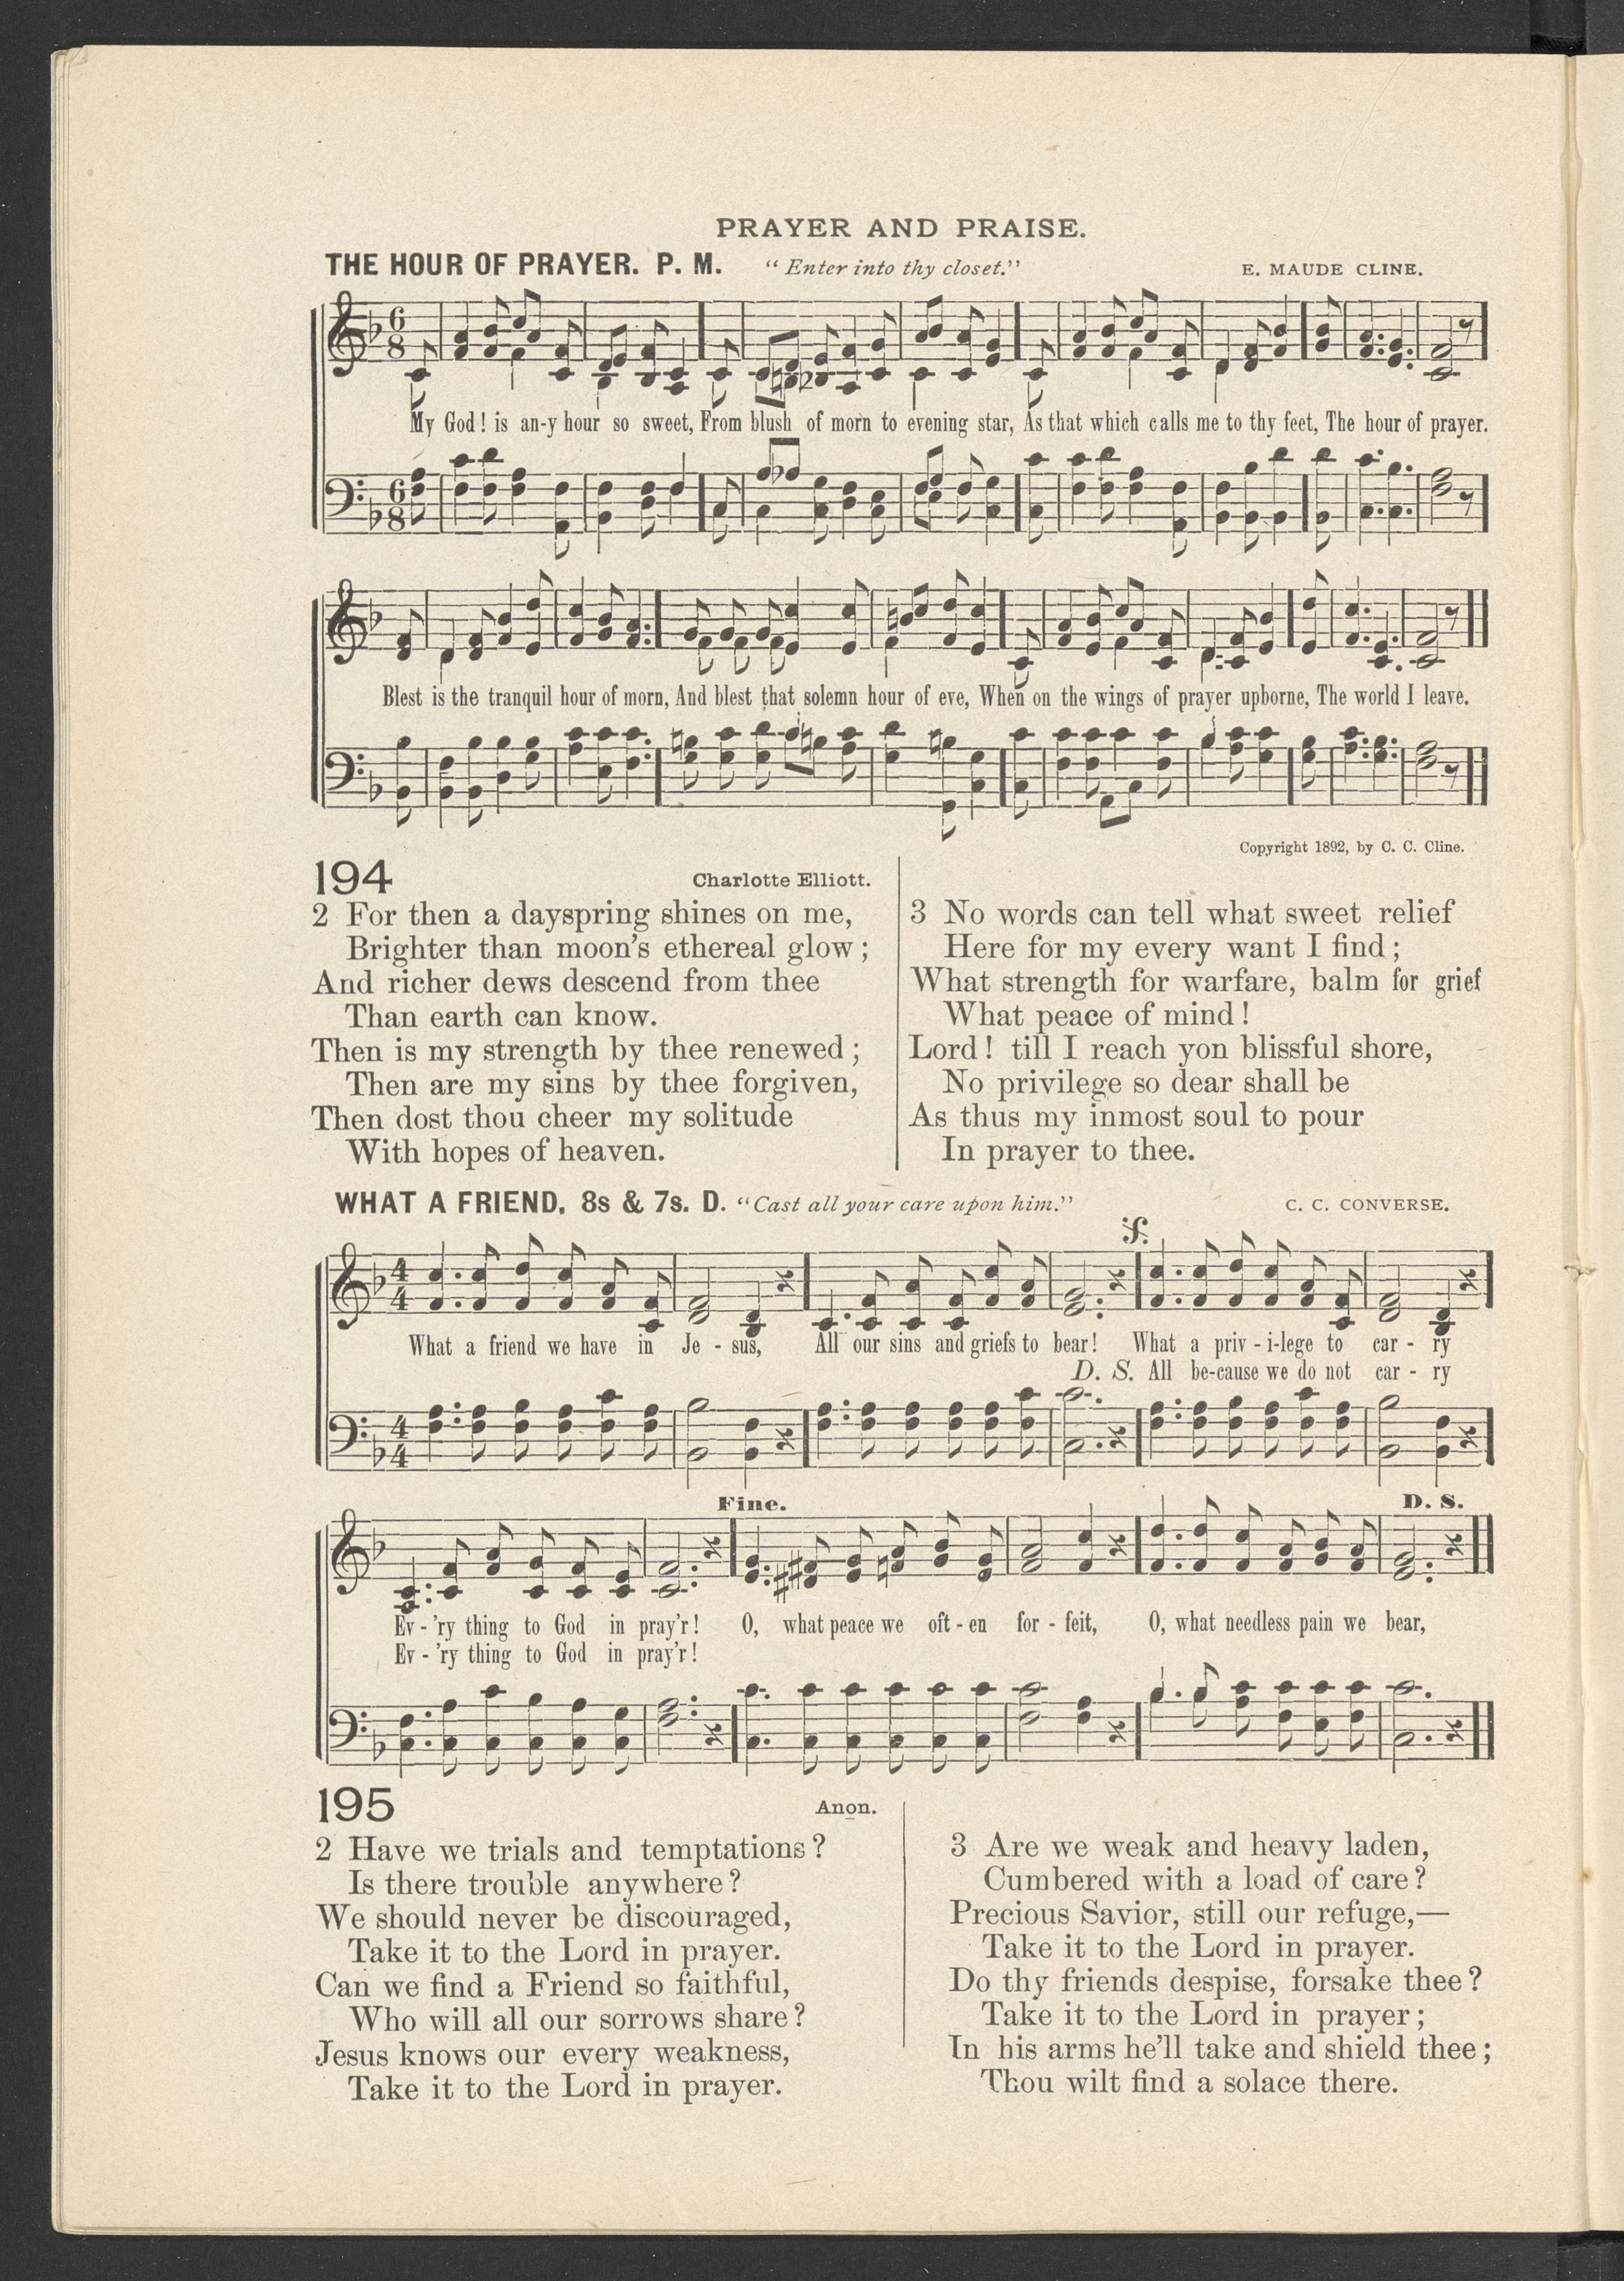 PRAYER AND PRAISE.
THE HOUR OF PRAYER. P. M. “Enter into thy closet.” E. MAUDE CLINE.
6 8
My God! is an-y hour so sweet, From blush of morn to evening star, As that which calls me to thy feet, The hour of prayer.
6 8
Blest is the tranquil hour of morn, And blest that solemn hour of eve, When on the wings of prayer upborne, The world I leave.
Copyright 1892, by C. C. Cline.
194 Charlotte Elliott.
2 For then a dayspring shines on me,
Brighter than moon’s ethereal glow;
And richer dews descend from thee
Than earth can know.
Then is my strength by thee renewed;
Then are my sins by thee forgiven,
Then dost thou cheer my solitude
With hopes of heaven.
3 No words can tell what sweet relief
Here for my every want I find;
What strength for warfare, balm for grief
What peace of mind!
Lord! till I reach yon blissful shore,
No privilege so dear shall be
As thus my inmost soul to pour
In prayer to thee.
WHAT A FRIEND. 8s & 7s. D. “Cast all your care upon him.” C. C. CONVERSE.
4 4
What a friend we have in Je - sus, All our sins and griefs to bear! What a priv - i-lege to car - ry
D. S. All be-cause we do not car - ry
4 4
Fine. D. S.
Ev - ’ry thing to God in pray’r! O, what peace we oft - en for - feit, O, what needless pain we bear,
Ev - ’ry thing to God in pray’r!
195 Anon.
2 Have we trials and temptations?
Is there trouble anywhere?
We should never be discouraged,
Take it to the Lord in prayer.
Can we find a Friend so faithful,
Who will all our sorrows share?
Jesus knows our every weakness,
Take it to the Lord in prayer.
3 Are we weak and heavy laden,
Cumbered with a load of care?
Precious Savior, still our refuge,—
Take it to the Lord in prayer.
Do thy friends despise, forsake thee?
Take it to the Lord in prayer;
In his arms he’ll take and shield thee;
Thou wilt find a solace there.